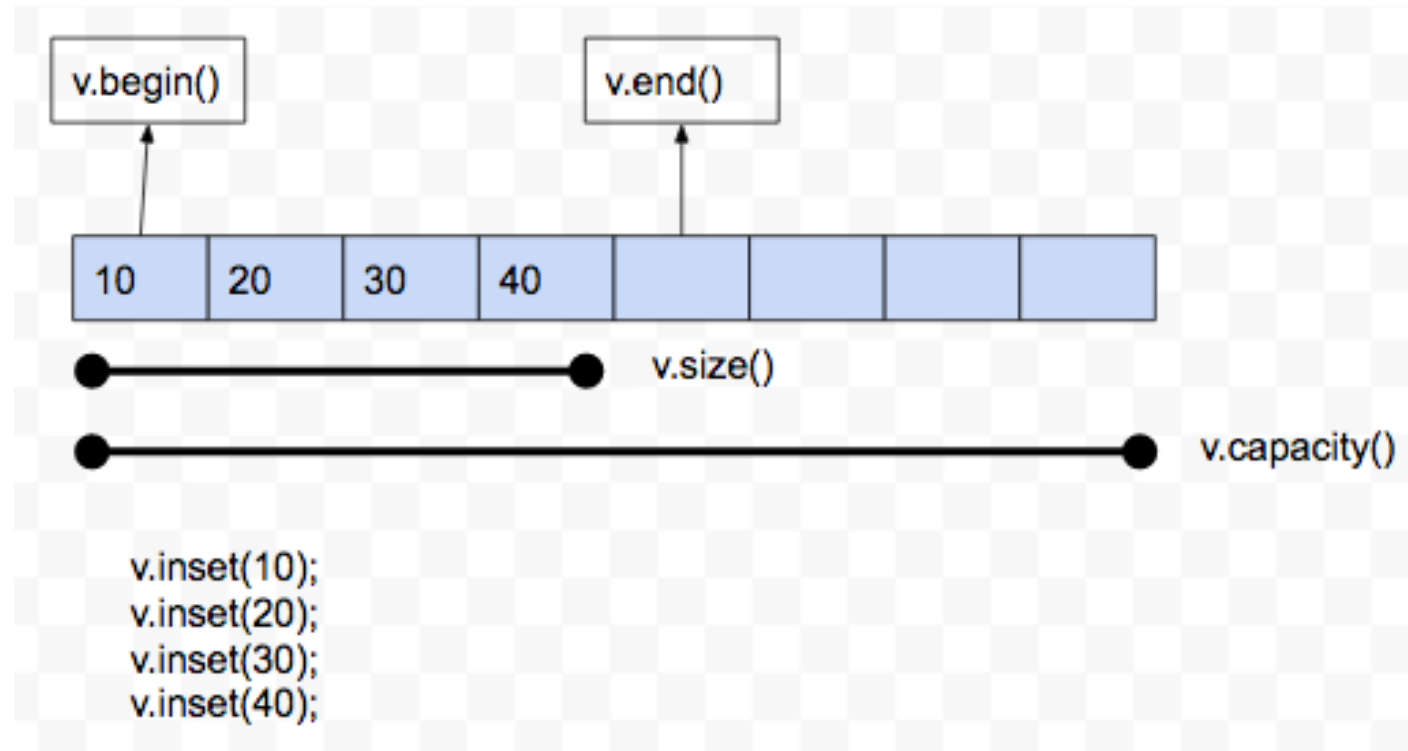 v.begin()
v.end()
10 20 30 40
v.size()
v.capacity()
v.inset(10);
v.inset(20);
v.inset(30);
v.inset(40);